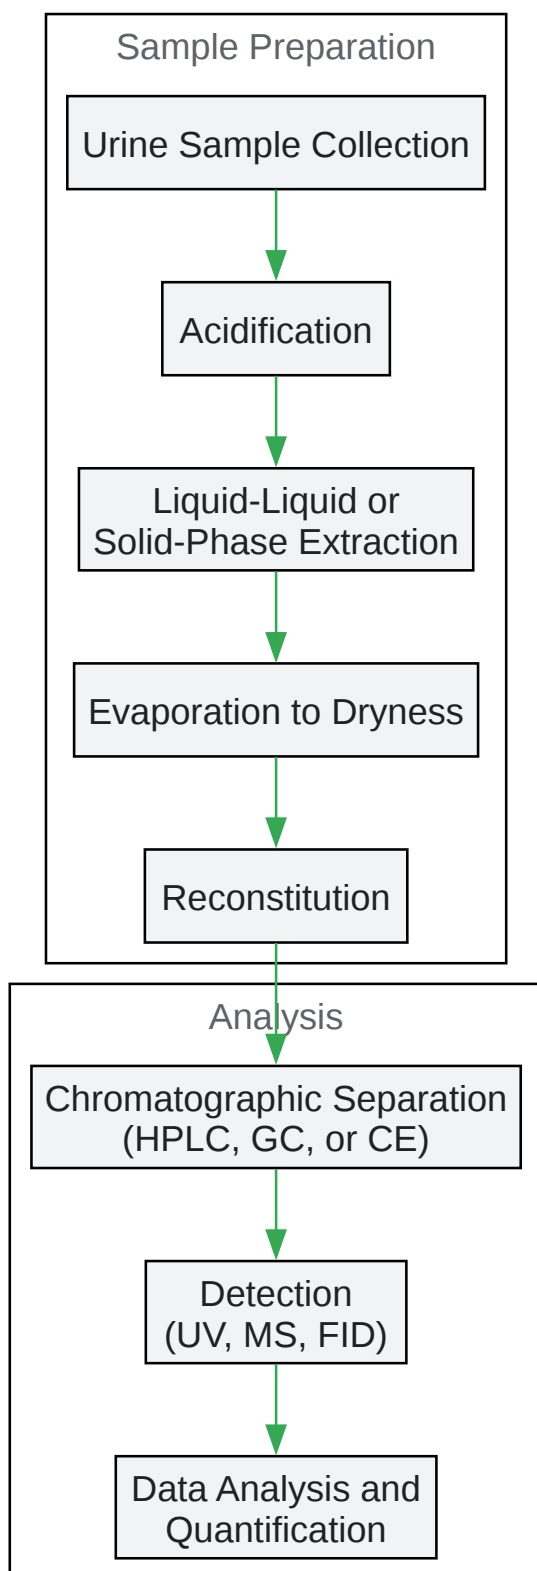 Sample Preparation
Urine Sample Collection
Acidification
Liquid-Liquid or
Solid-Phase Extraction
Evaporation to Dryness
Reconstitution
Analysis
Chromatographic Separation
(HPLC, GC, or CE)
Detection
(UV, MS, FID)
Data Analysis and
Quantification